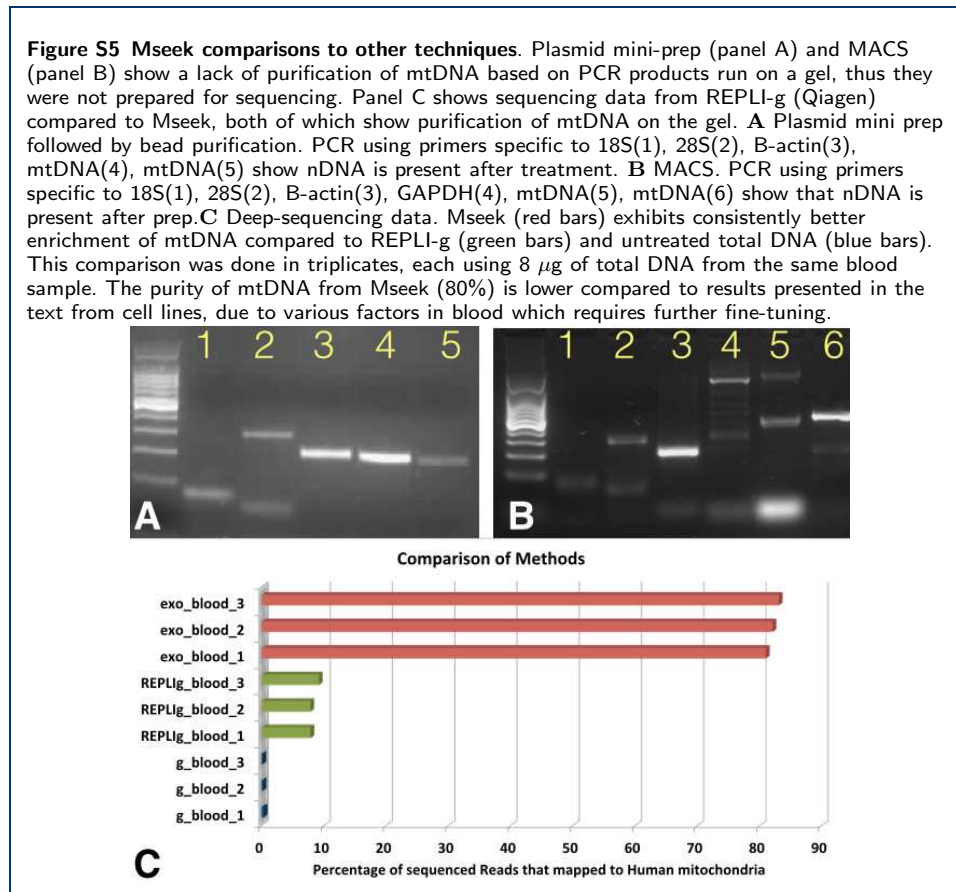 Figure S5 Mseek comparisons to other techniques. Plasmid mini-prep (panel A) and MACS
(panel B) show a lack of purification of mtDNA based on PCR products run on a gel, thus they
were not prepared for sequencing. Panel C shows sequencing data from REPLI-g (Qiagen)
compared to Mseek, both of which show purification of mtDNA on the gel. A Plasmid mini prep
followed by bead purification. PCR using primers specific to 18S(1), 28S(2), B-actin(3),
mtDNA(4), mtDNA(5) show nDNA is present after treatment. B MACS. PCR using primers
specific to 18S(1), 28S(2), B-actin(3), GAPDH(4), mtDNA(5), mtDNA(6) show that nDNA is
present after prep.C Deep-sequencing data. Mseek (red bars) exhibits consistently better
enrichment of mtDNA compared to REPLI-g (green bars) and untreated total DNA (blue bars).
This comparison was done in triplicates, each using 8 μg of total DNA from the same blood
sample. The purity of mtDNA from Mseek (80%) is lower compared to results presented in the
text from cell lines, due to various factors in blood which requires further fine-tuning.
1 2 3 4 5
A
1 2 3 4 5 6
B
Comparison of Methods
exo_blood_3
exo_blood_2
exo_blood_1
REPLIg_blood_3
REPLIg_blood_2
REPLIg_blood_1
g_blood_3
g_blood_2
g_blood_1
0 10 20 30 40 50 60 70 80 90
Percentage of sequenced Reads that mapped to Human mitochondria
C